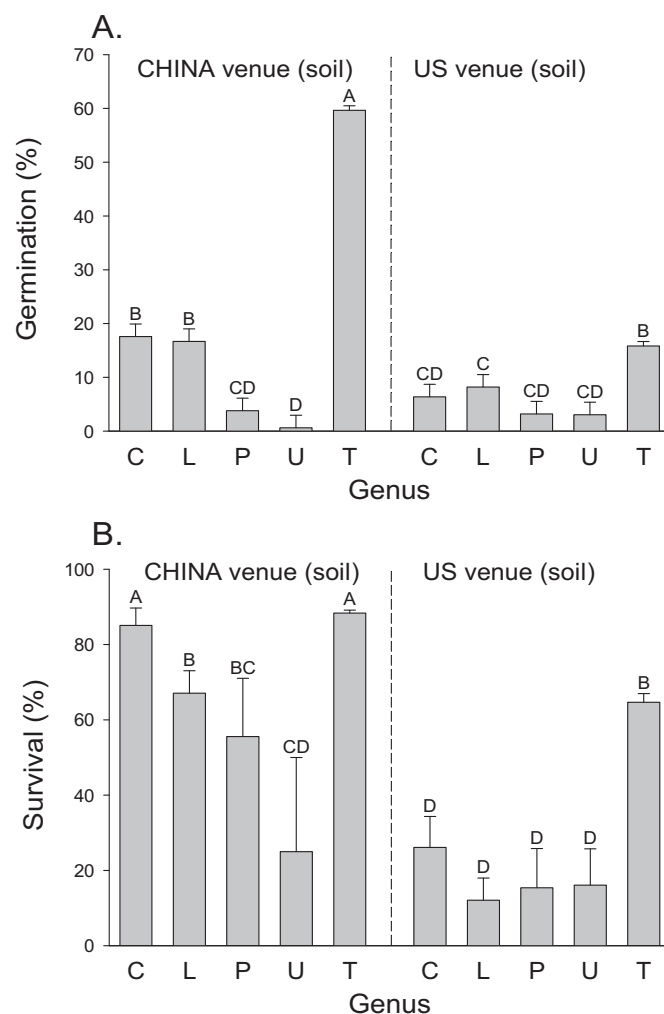 A.
CHINA venue (soil) US venue (soil)
Germination (%)
70
60
50
40
30
20
10
0
B B CD D A CD C CD CD B
C L P U T C L P U T
Genus
B.
CHINA venue (soil) US venue (soil)
Survival (%)
100
80
60
40
20
0
A B BC CD A D D D D B
C L P U T C L P U T
Genus